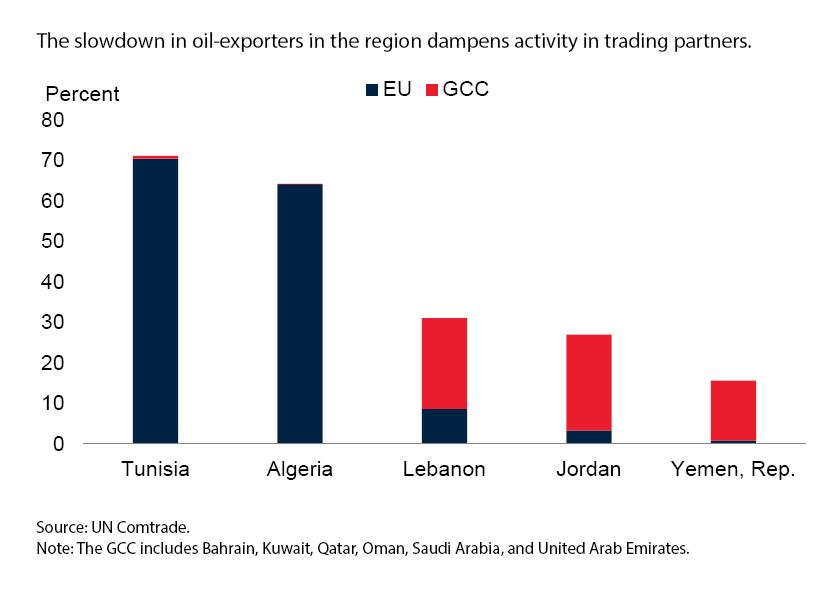 The slowdown in oil-exporters in the region dampens activity in trading partners.
Percent
EU GCC
80
70
60
50
40
30
20
10
0
Tunisia Algeria Lebanon Jordan Yemen, Rep.
Source: UN Comtrade.
Note: The GCC includes Bahrain, Kuwait, Qatar, Oman, Saudi Arabia, and United Arab Emirates.